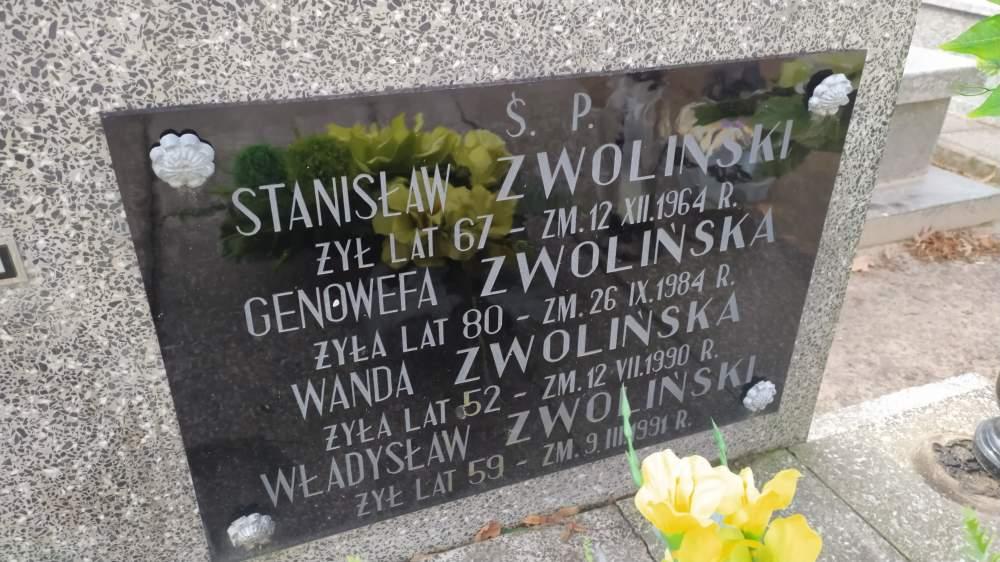 Ś. P.
STANISŁAW ZWOLIŃSKI
ŻYŁ LAT 67 - ZM. 12 XII.1964 R.
GENOWEFA ZWOLIŃSKA
ŻYŁA LAT 80 - ZM. 26 IX.1984 R.
WANDA ZWOLIŃSKA
ŻYŁA LAT 52 - ZM. 12 VII.1990 R.
WŁADYSŁAW ZWOLIŃSKI
ŻYŁ LAT 59 - ZM. 9 III 1991 R.